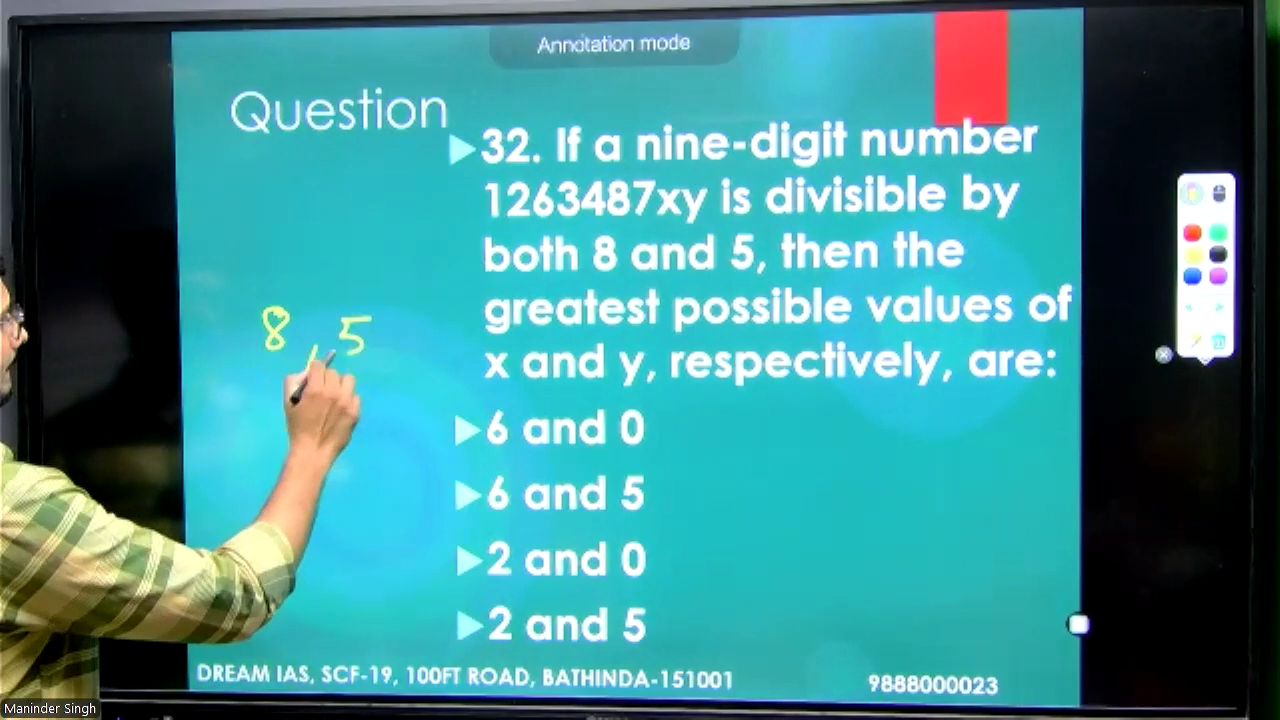 Annotation mode
Question
32. If a nine-digit number
1263487xy is divisible by
both 8 and 5, then the
greatest possible values of
x and y, respectively, are:
8 , 5
6 and 0
6 and 5
2 and 0
2 and 5
DREAM IAS, SCF-19, 100FT ROAD, BATHINDA-151001
9888000023
Maninder Singh